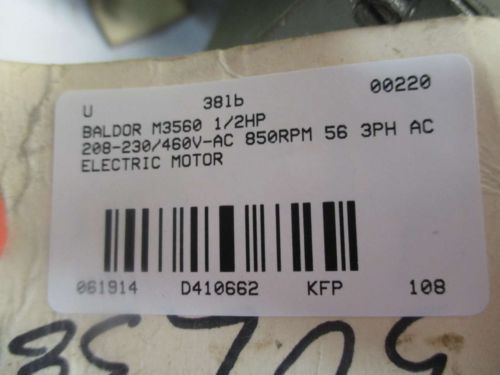 U 38lb 00220
BALDOR M3560 1/2HP
208-230/460V-AC 850RPM 56 3PH AC
ELECTRIC MOTOR
061914 D410662 KFP 108